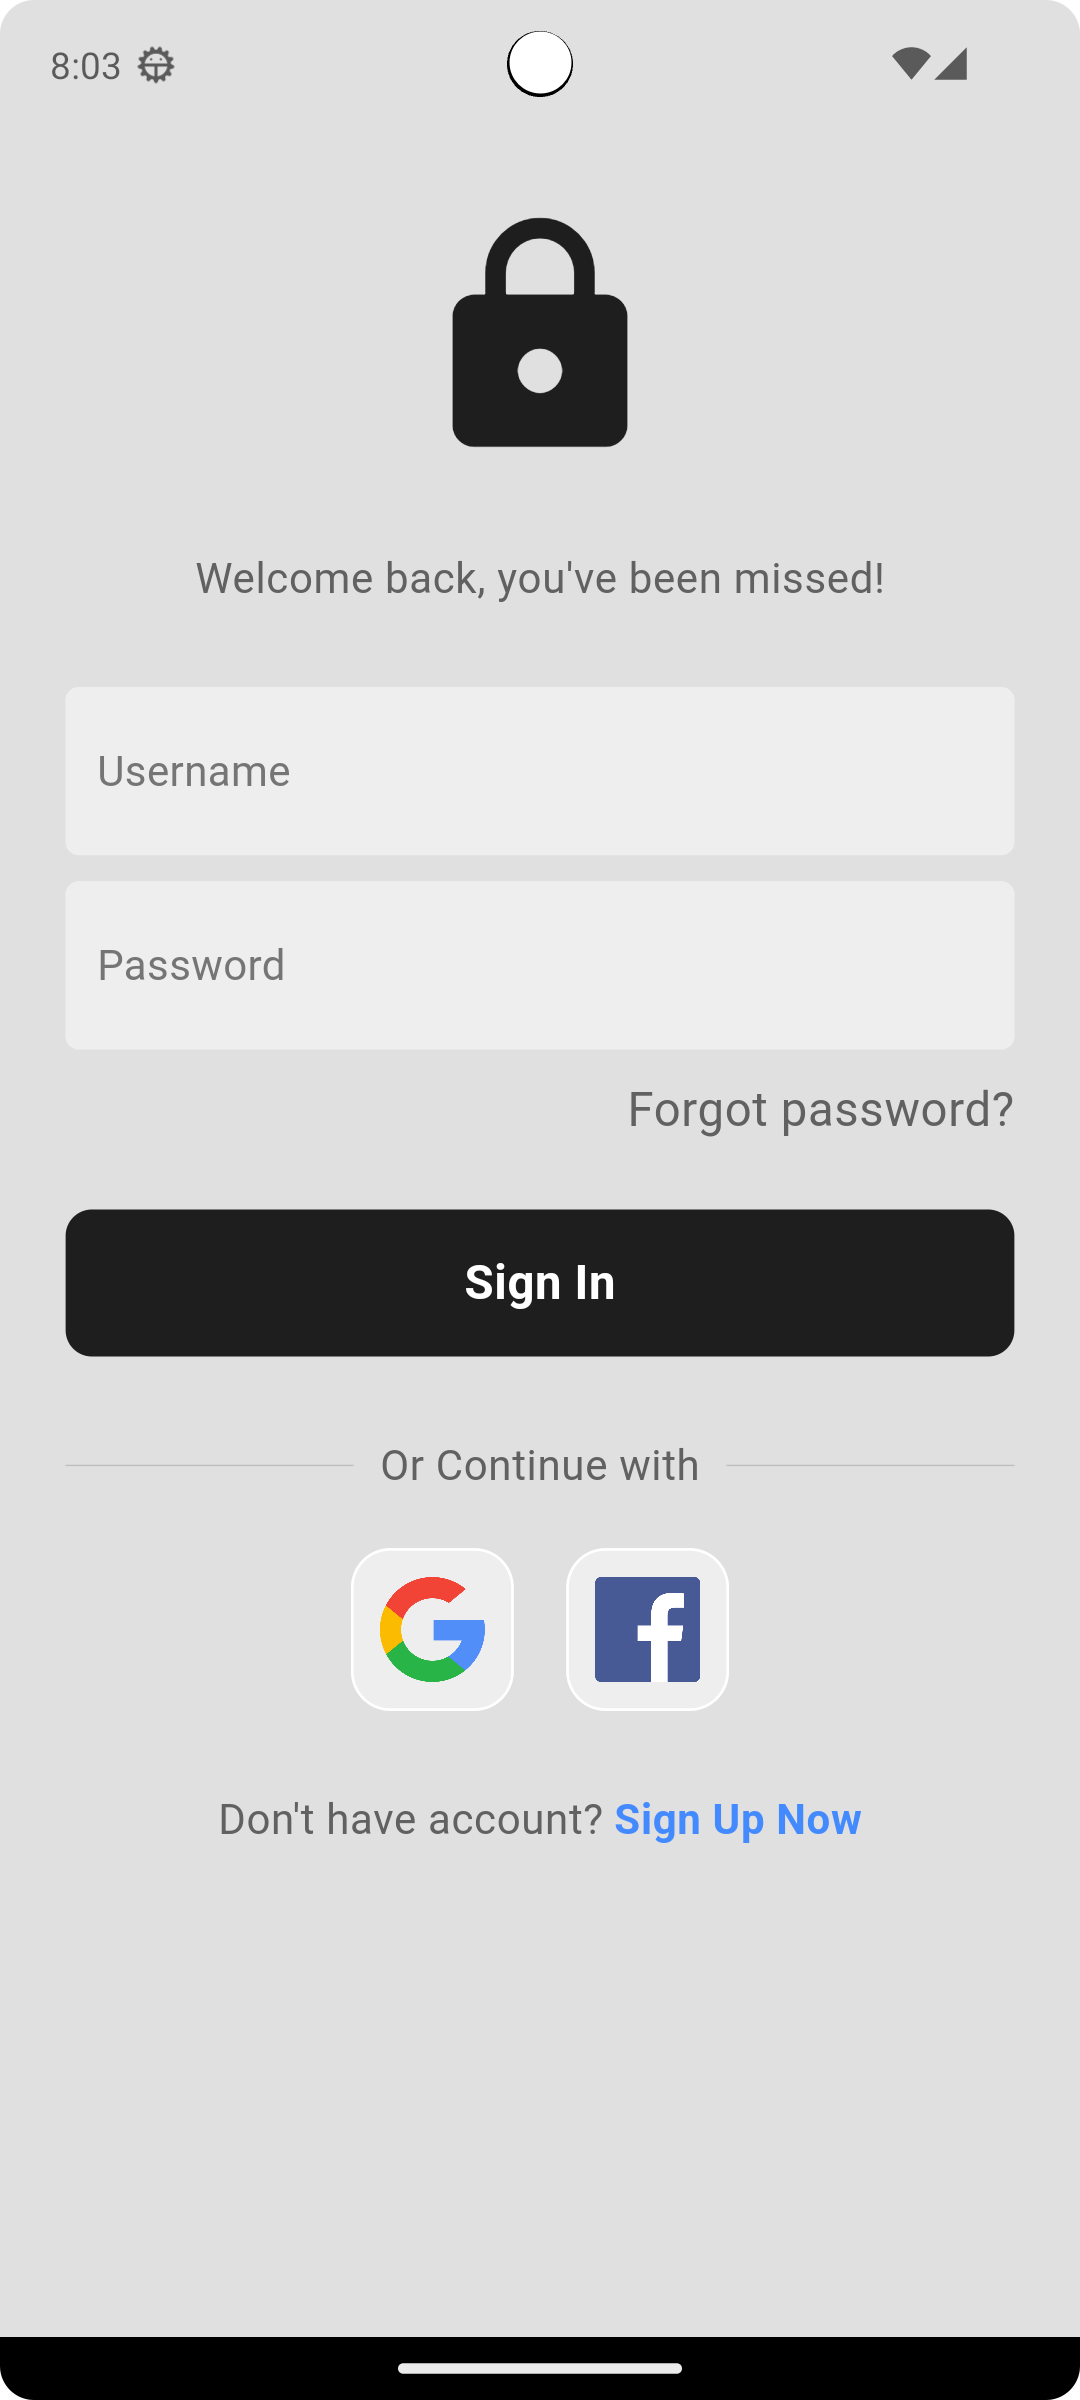 8:03
Welcome back, you've been missed!
Username
Password
Forgot password?
Sign In
Or Continue with
Don't have account? Sign Up Now